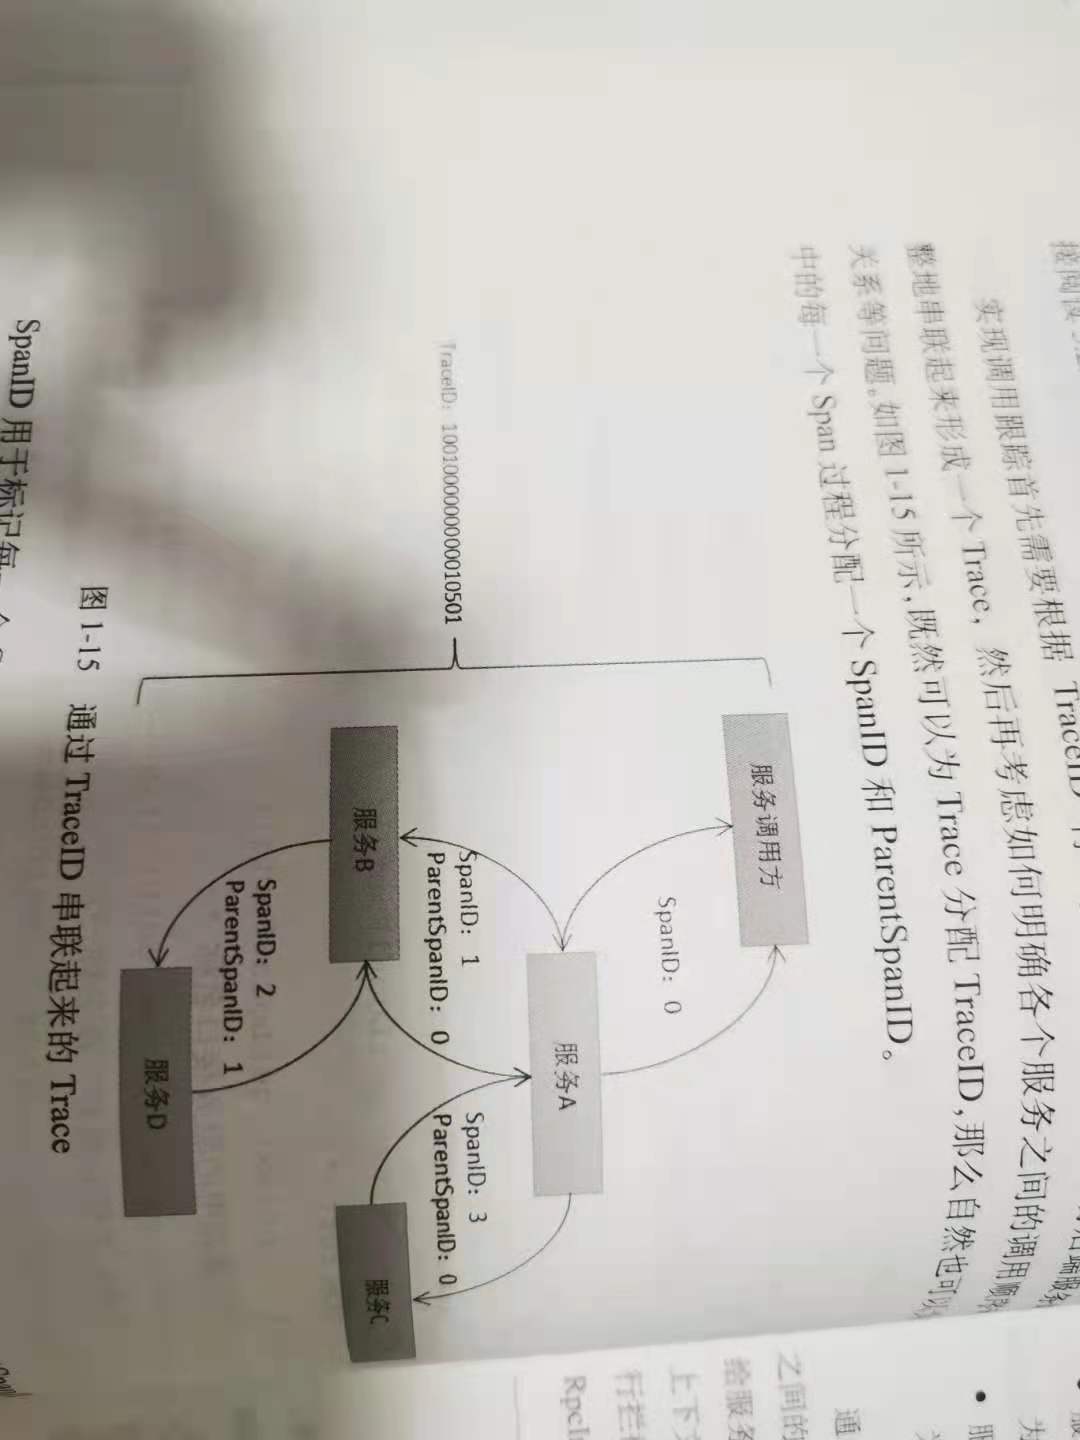 接阅读
实现调用跟踪首先需要根据 TraceID
后端服务
整地串联起来形成一个 Trace，然后再考虑如何明确各个服务之间的调用顺序
关系等问题。如图 1-15 所示，既然可以为 Trace 分配 TraceID，那么自然也可以
中的每一个 Span 过程分配一个 SpanID 和 ParentSpanID。
服务调用方
SpanID：0
服务A
SpanID：1
ParentSpanID：0
SpanID：3
ParentSpanID：0
TraceID：1001000000000010501
服务B
服务C
SpanID：2
ParentSpanID：1
服务D
图 1-15 通过 TraceID 串联起来的 Trace
SpanID 用于标记每一个
为
通
之间的
给服务
上下文
行拦